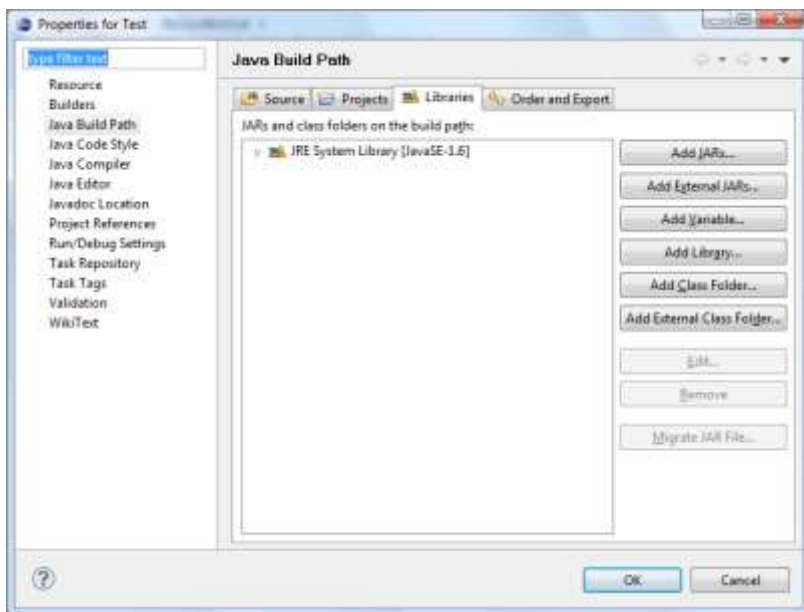 Properties for Test
type filter text
Resource
Builders
Java Build Path
Java Code Style
Java Compiler
Java Editor
Javadoc Location
Project References
Run/Debug Settings
Task Repository
Task Tags
Validation
WikiText
Java Build Path
Source Projects Libraries Order and Export
JARs and class folders on the build path:
JRE System Library [JavaSE-1.6]
Add JARs...
Add External JARs...
Add Variable...
Add Library...
Add Class Folder...
Add External Class Folder...
Edit...
Remove
Migrate JAR File...
OK Cancel